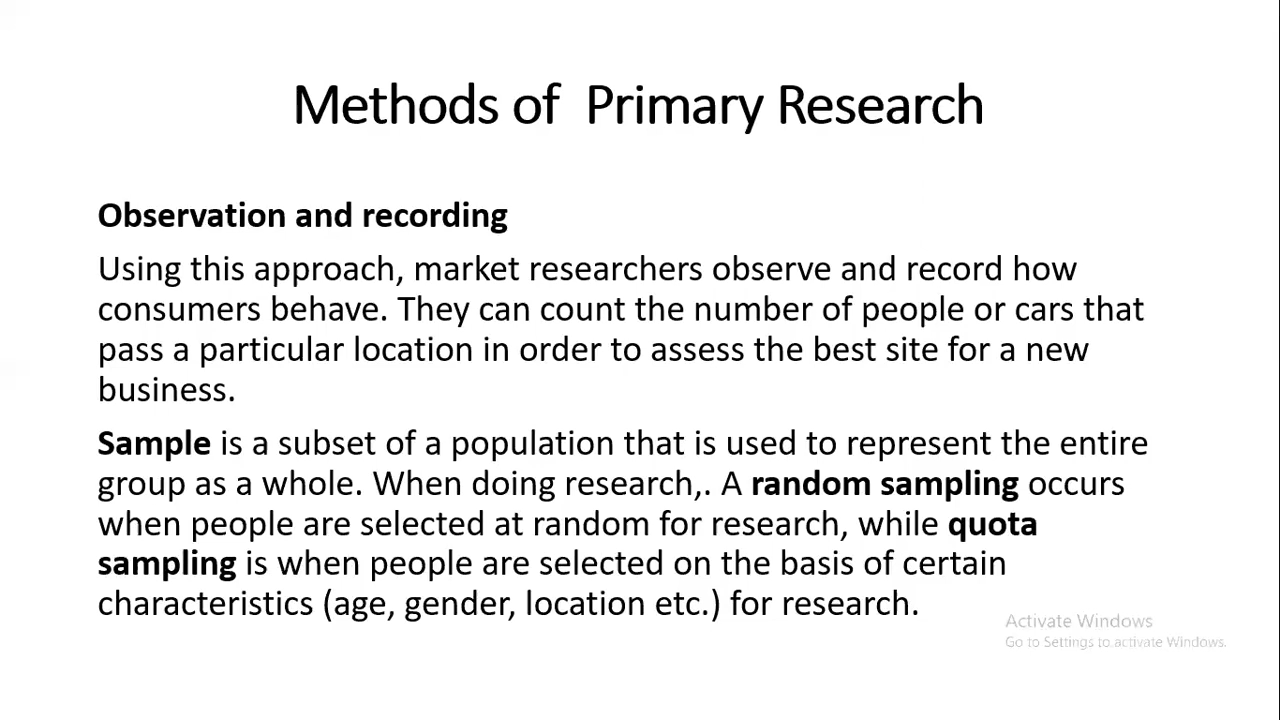 Methods of  Primary Research
Observation and recording
Using this approach, market researchers observe and record how
consumers behave. They can count the number of people or cars that
pass a particular location in order to assess the best site for a new
business.
Sample is a subset of a population that is used to represent the entire
group as a whole. When doing research,. A random sampling occurs
when people are selected at random for research, while quota
sampling is when people are selected on the basis of certain
characteristics (age, gender, location etc.) for research.
Activate Windows
Go to Settings to activate Windows.